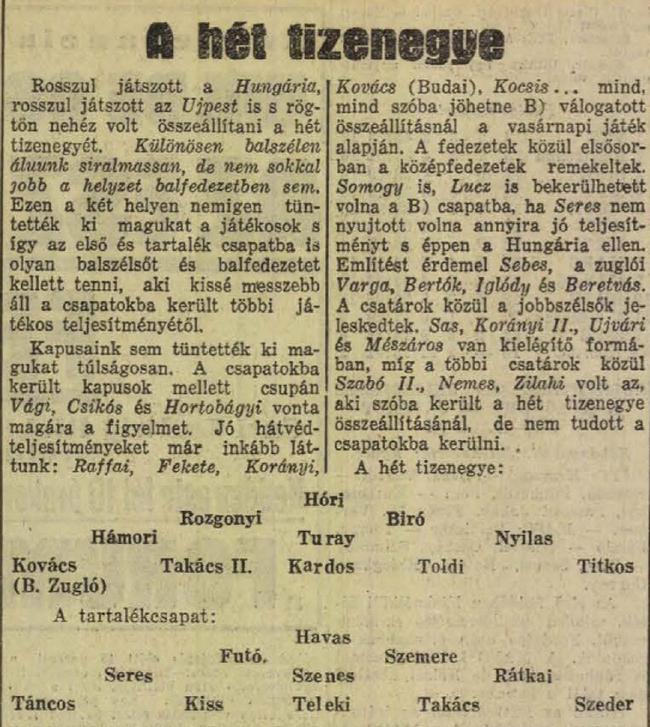 A hét tizenegye
Rosszul játszott a Hungária,
rosszul játszott az Ujpest is s rög-
tön nehéz volt összeállítani a hét
tizenegyét. Különösen balszélen
áluunk siralmassan, de nem sokkal
jobb a helyzet balfedezetben sem.
Ezen a két helyen nemigen tün-
tették ki magukat a játékosok s
így az első és tartalék csapatba is
olyan balszélsőt és balfedezetet
kellett tenni, aki kissé messzebb
áll a csapatokba került többi já-
tékos teljesítményétől.
Kapusaink sem tüntették ki ma-
gukat túlságosan. A csapatokba
került kapusok mellett csupán
Vági, Csikós és Hortobágyi vonta
magára a figyelmet. Jó hátvéd-
teljesítményeket már inkább lát-
tunk: Raffai, Fekete, Korányi,
Kovács (Budai), Kocsis... mind,
mind szóba jöhetne B) válogatott
összeállításnál a vasárnapi játék
alapján. A fedezetek közül elsősor-
ban a középfedezetek remekeltek.
Somogy is, Lucz is bekerülhetett
volna a B) csapatba, ha Seres nem
nyujtott volna annyira jó teljesít-
ményt s éppen a Hungária ellen.
Említést érdemel Sebes, a zuglói
Varga, Bertók, Iglódy és Beretvás.
A csatárok közül a jobbszélsők je-
leskedtek. Sas, Korányi II., Ujvári
és Mészáros van kielégítő formá-
ban, míg a többi csatárok közül
Szabó II., Nemes, Zilahi volt az,
aki szóba került a hét tizenegye
összeállításánál, de nem tudott a
csapatokba kerülni.
A hét tizenegye:
Hóri
Rozgonyi Biró
Hámori Turay Nyilas
Kovács Takács II. Kardos Toldi Titkos
(B. Zugló)
A tartalékcsapat:
Havas
Futó. Szemere
Seres Szenes Rátkai
Táncos Kiss Teleki Takács Szeder